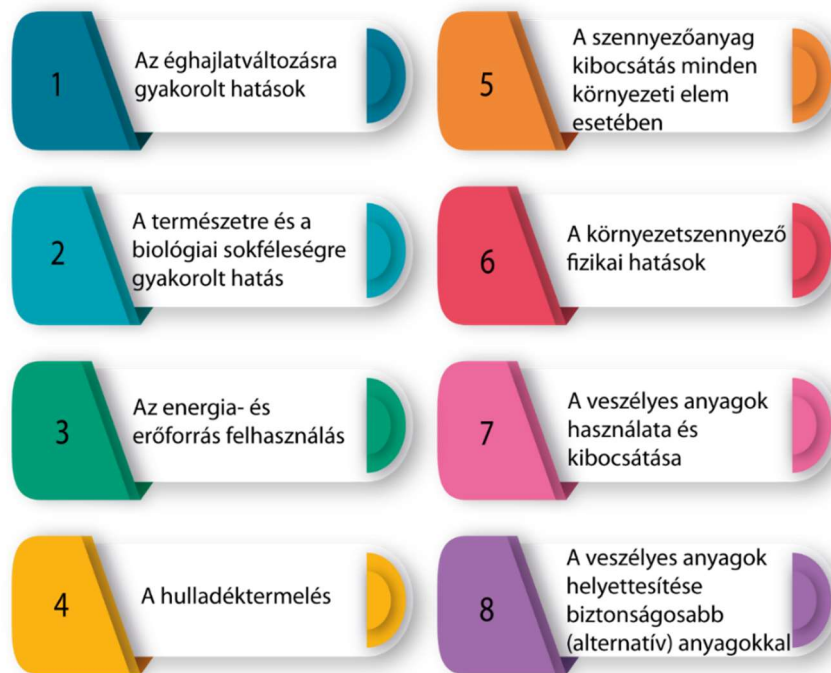 1
Az éghajlatváltozásra
gyakorolt hatások
2
A természetre és a
biológiai sokféleségre
gyakorolt hatás
3
Az energia- és
erőforrás felhasználás
4
A hulladéktermelés
5
A szennyezőanyag
kibocsátás minden
környezeti elem
esetében
6
A környezetszennyező
fizikai hatások
7
A veszélyes anyagok
használata és
kibocsátása
8
A veszélyes anyagok
helyettesítése
biztonságosabb
(alternatív) anyagokkal